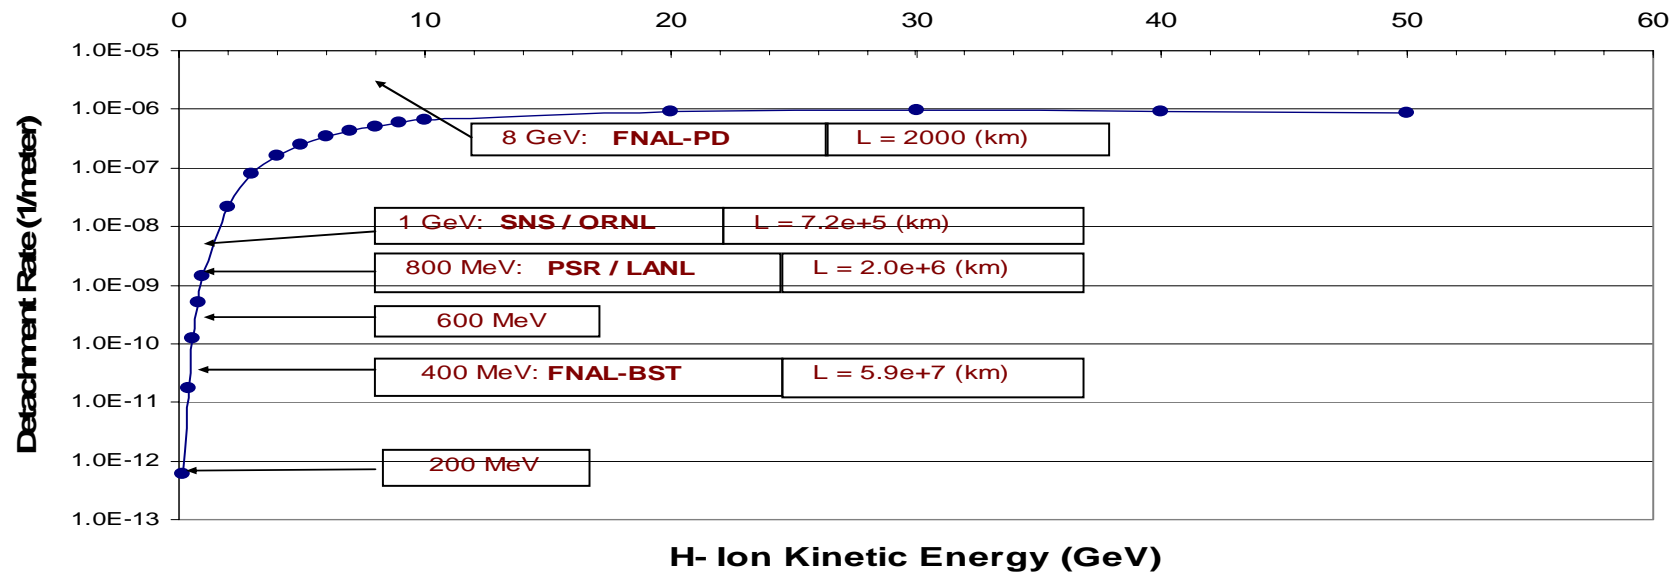 0 10 20 30 40 50 60
1.0E-05
1.0E-06
8 GeV: FNAL-PD L = 2000 (km)
1.0E-07
1.0E-08
1 GeV: SNS / ORNL L = 7.2e+5 (km)
800 MeV: PSR / LANL L = 2.0e+6 (km)
1.0E-09
600 MeV
1.0E-10
400 MeV: FNAL-BST L = 5.9e+7 (km)
1.0E-11
1.0E-12
200 MeV
1.0E-13
Detachment Rate (1/meter)
H- Ion Kinetic Energy (GeV)